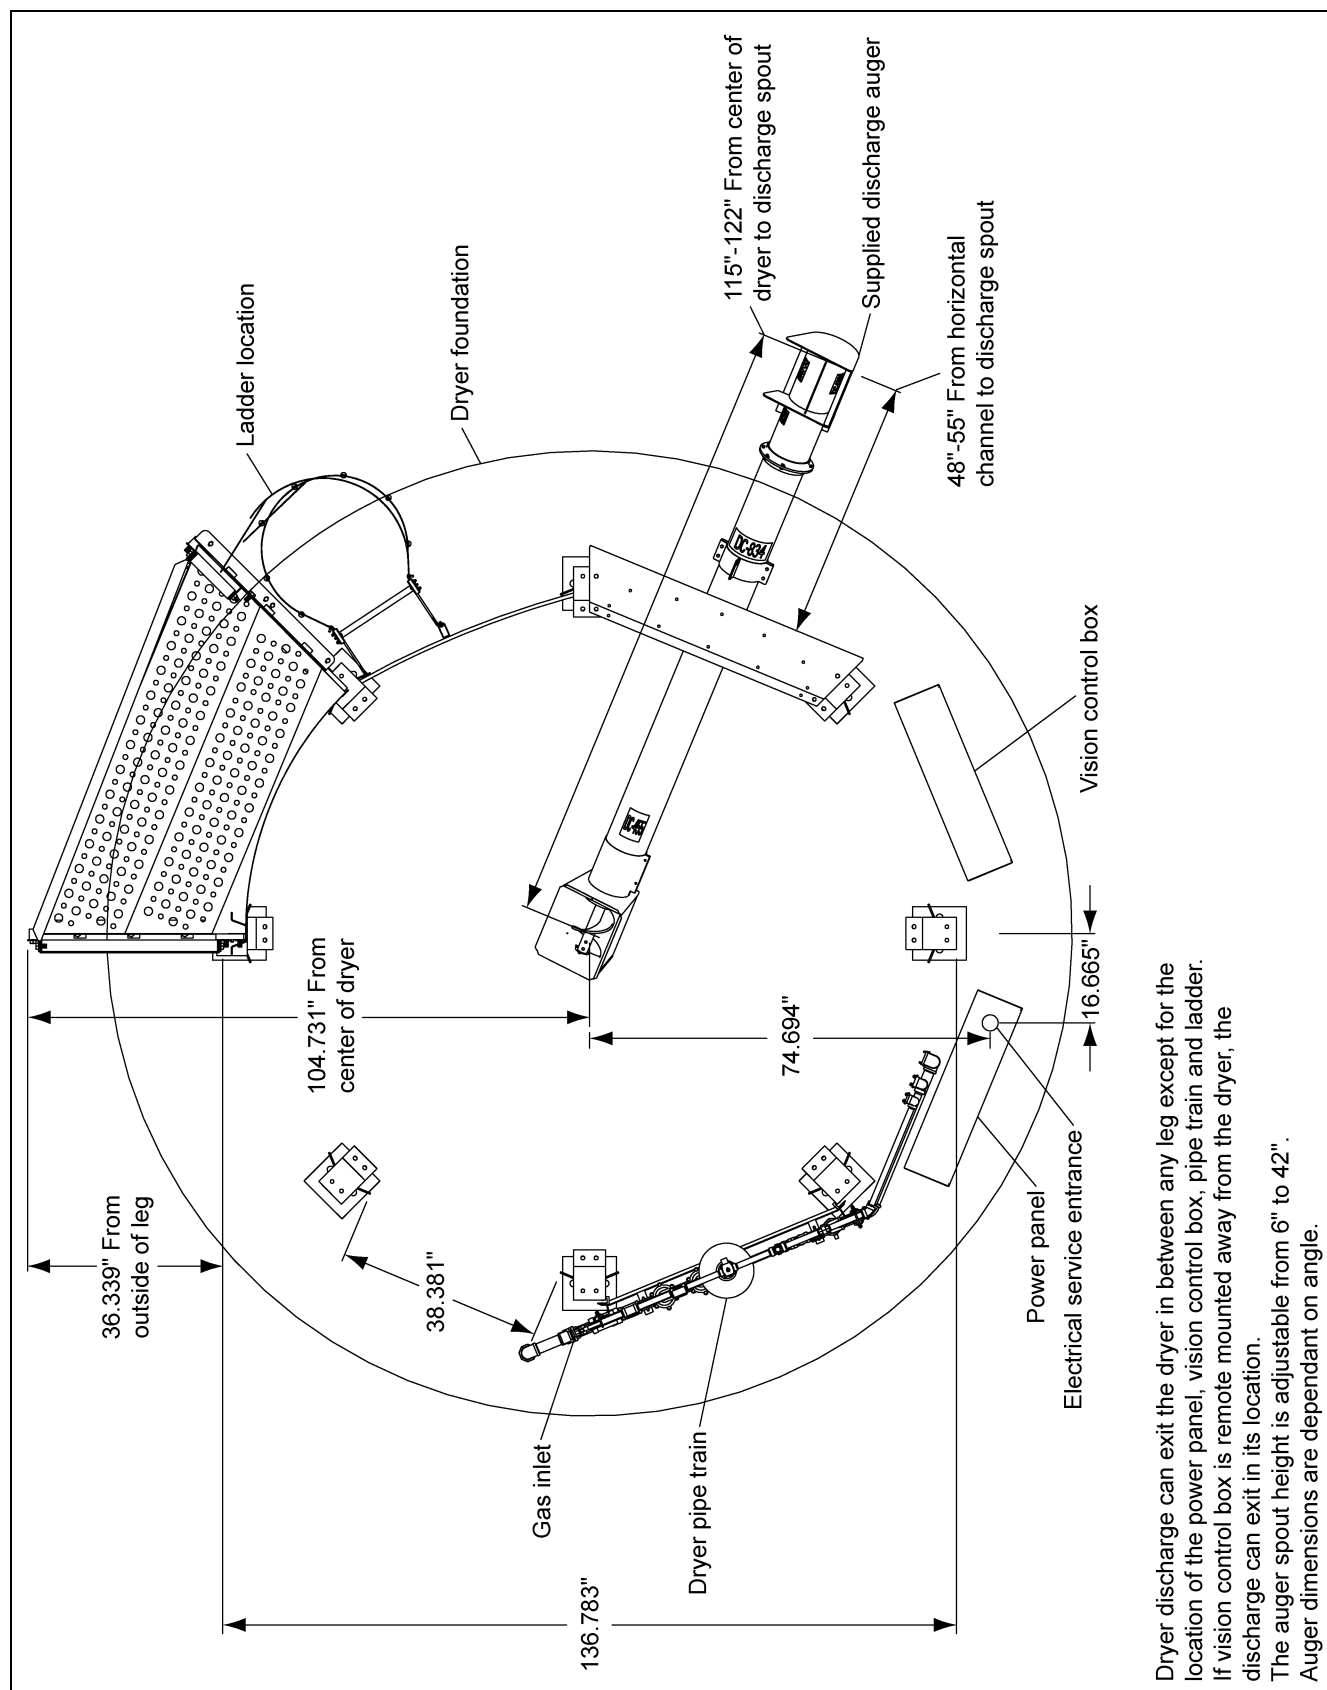 36.339" From
outside of leg
104.731" From
center of dryer
Ladder location
Dryer foundation
115"-122" From center of
dryer to discharge spout
Supplied discharge auger
48"-55" From horizontal
channel to discharge spout
DC-834
Vision control box
38.381"
74.694"
16.665"
Gas inlet
Dryer pipe train
Power panel
Electrical service entrance
136.783"
Dryer discharge can exit the dryer in between any leg except for the
location of the power panel, vision control box, pipe train and ladder.
If vision control box is remote mounted away from the dryer, the
discharge can exit in its location.
The auger spout height is adjustable from 6" to 42".
Auger dimensions are dependant on angle.